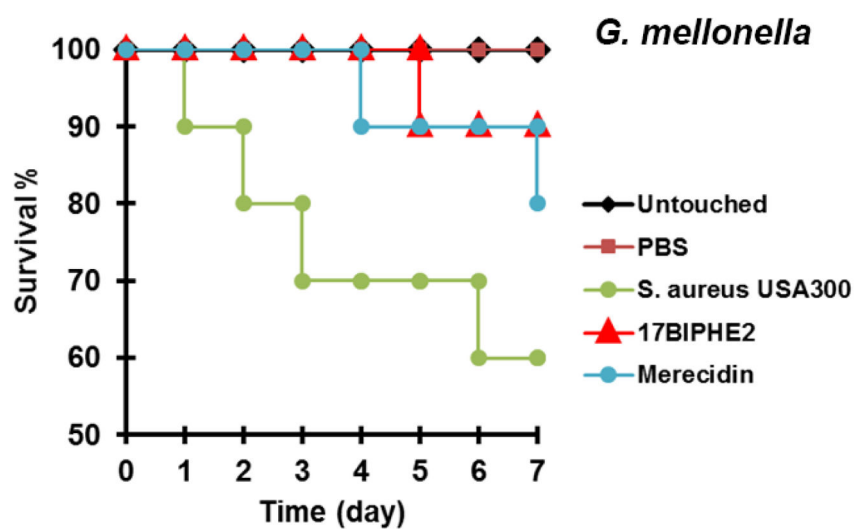 G. mellonella
100
90
80
70
60
50
Survival %
0 1 2 3 4 5 6 7
Time (day)
Untouched
PBS
S. aureus USA300
17BIPHE2
Merecidin